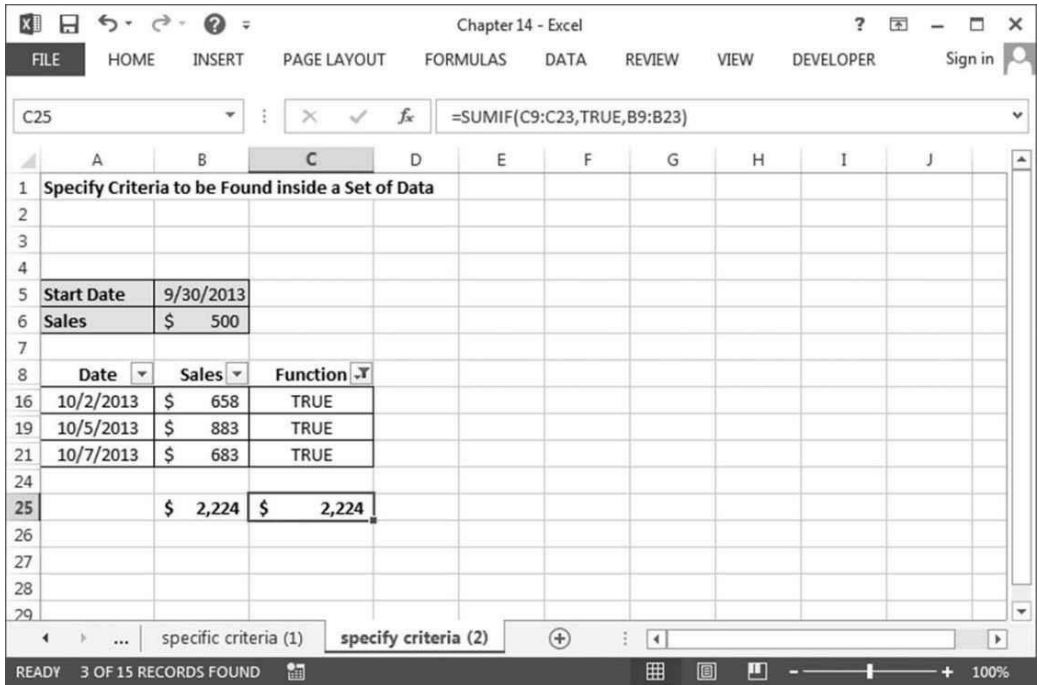 Chapter 14 - Excel ?
FILE HOME INSERT PAGE LAYOUT FORMULAS DATA REVIEW VIEW DEVELOPER Sign in
C25 fx =SUMIF(C9:C23,TRUE,B9:B23)
A B C D E F G H I J
1 Specify Criteria to be Found inside a Set of Data
2
3
4
5 Start Date 9/30/2013
6 Sales $ 500
7
8 Date Sales Function
16 10/2/2013 $ 658 TRUE
19 10/5/2013 $ 883 TRUE
21 10/7/2013 $ 683 TRUE
24
25 $ 2,224 $ 2,224
26
27
28
29
... specific criteria (1) specify criteria (2)
READY 3 OF 15 RECORDS FOUND 100%